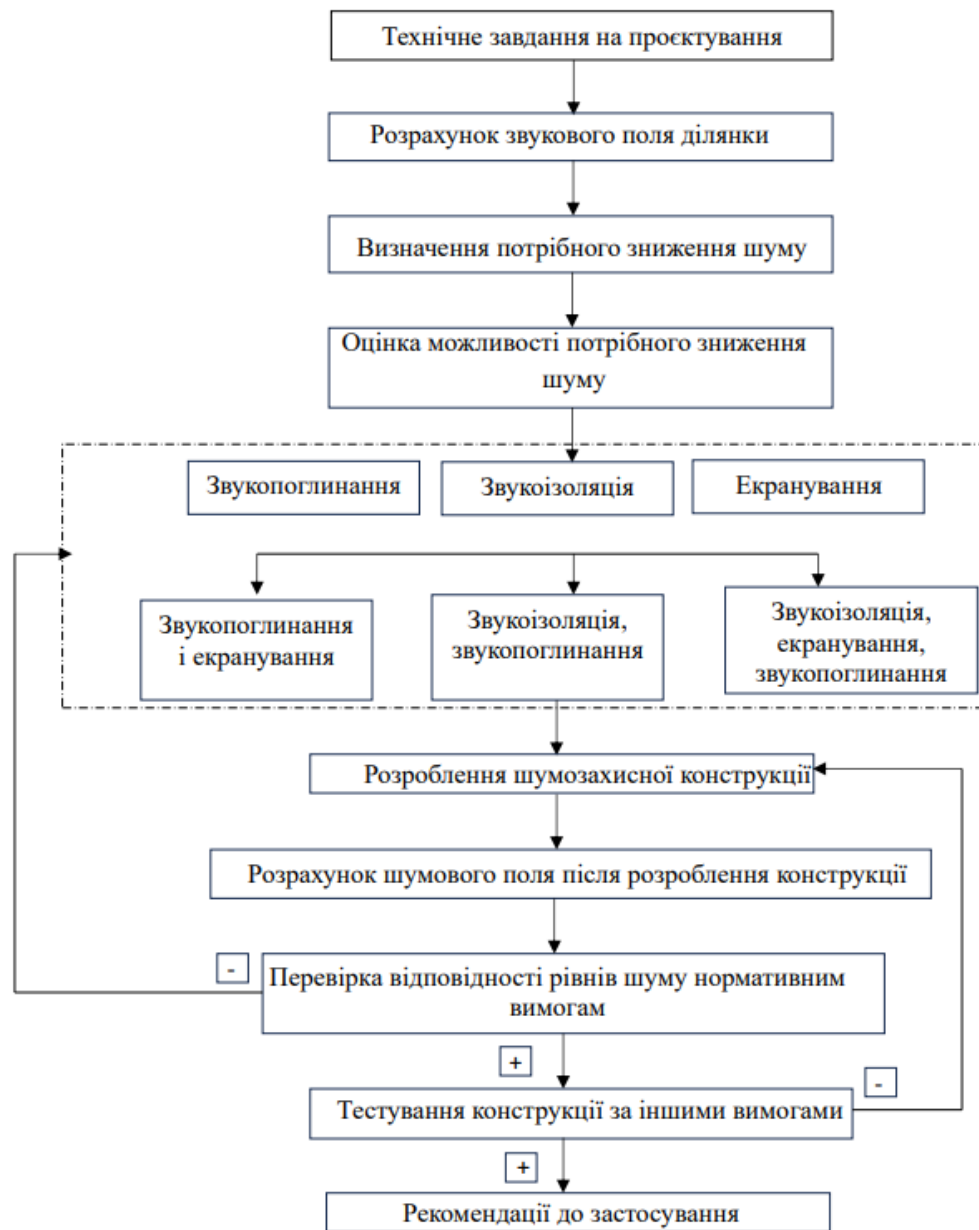 Технічне завдання на проєктування
Розрахунок звукового поля ділянки
Визначення потрібного зниження шуму
Оцінка можливості потрібного зниження
шуму
Звукопоглинання
Звукоізоляція
Екранування
Звукопоглинання
і екранування
Звукоізоляція,
звукопоглинання
Звукоізоляція,
екранування,
звукопоглинання
Розроблення шумозахисної конструкції
Розрахунок шумового поля після розроблення конструкції
-
Перевірка відповідності рівнів шуму нормативним
вимогам
+
-
Тестування конструкції за іншими вимогами
+
Рекомендації до застосування